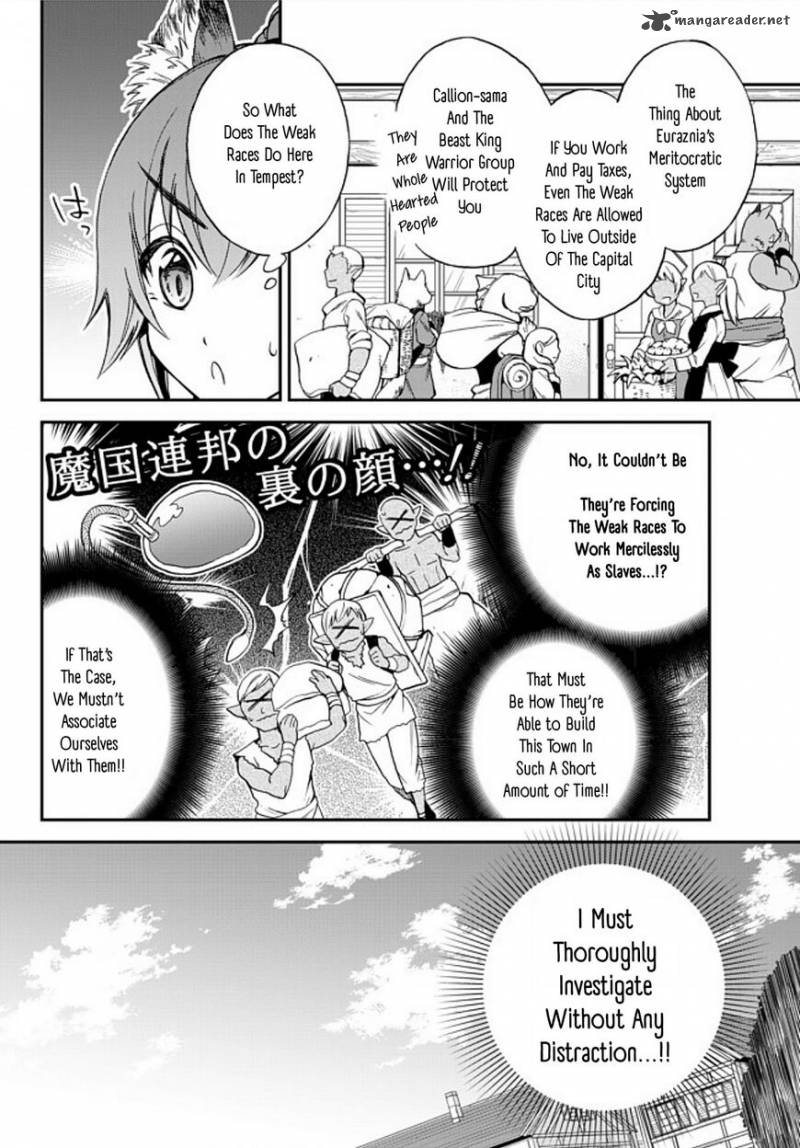 mangareader.net
The
Thing About
Euraznia's
Meritocratic
System
If You Work
And Pay Taxes,
Even The Weak
Races Are Allowed
To Live Outside
Of The Capital
City
Callion-sama
And The
Beast King
Warrior Group
Will Protect
You
They
Are
Whole
Hearted
People
So What
Does The Weak
Races Do Here
In Tempest?
はっ
No, It Couldn't Be
They're Forcing
The Weak Races To
Work Mercilessly
As Slaves...!?
魔国連邦の
裏の顔…!!
That Must
Be How They're
Able to Build
This Town In
Such A Short
Amount of Time!!
If That's
The Case,
We Mustn't
Associate
Ourselves
With Them!!
I Must
Thoroughly
Investigate
Without Any
Distraction...!!